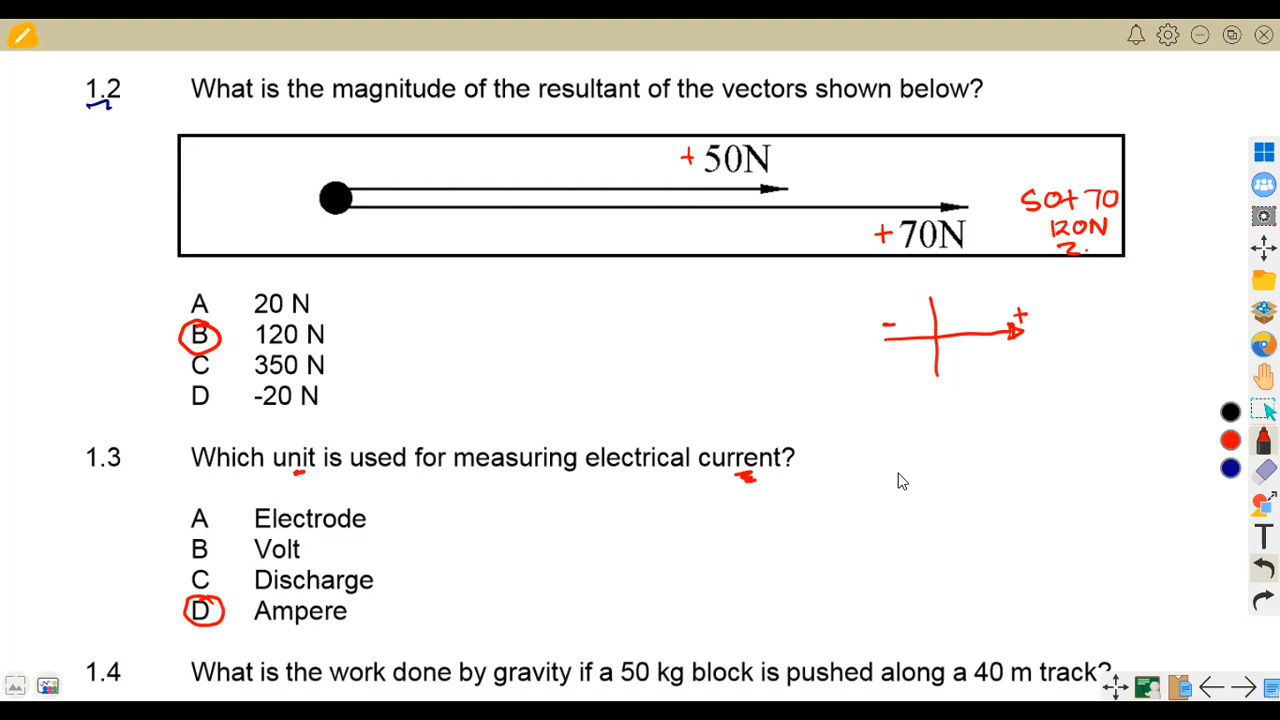 1.2 What is the magnitude of the resultant of the vectors shown below?
+ 50N
+ 70N
50+ 70
120N
2.
A 20 N
B 120 N
C 350 N
D -20 N
- +
1.3 Which unit is used for measuring electrical current?
A Electrode
B Volt
C Discharge
D Ampere
1.4 What is the work done by gravity if a 50 kg block is pushed along a 40 m track?
T